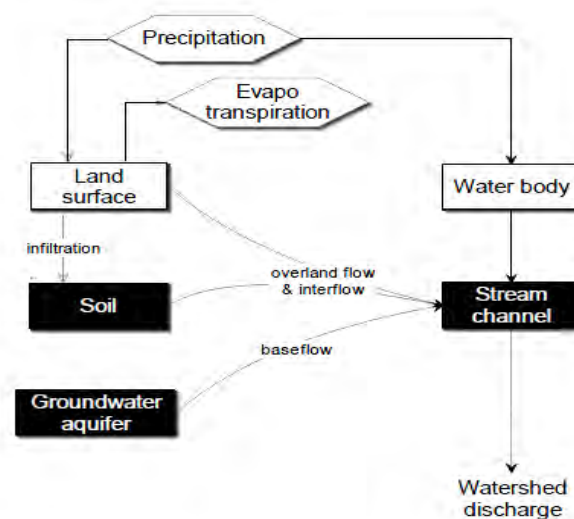 Precipitation
Evapo
transpiration
Land
surface
Water body
infiltration
overland flow
& interflow
Soil
Stream
channel
baseflow
Groundwater
aquifer
Watershed
discharge